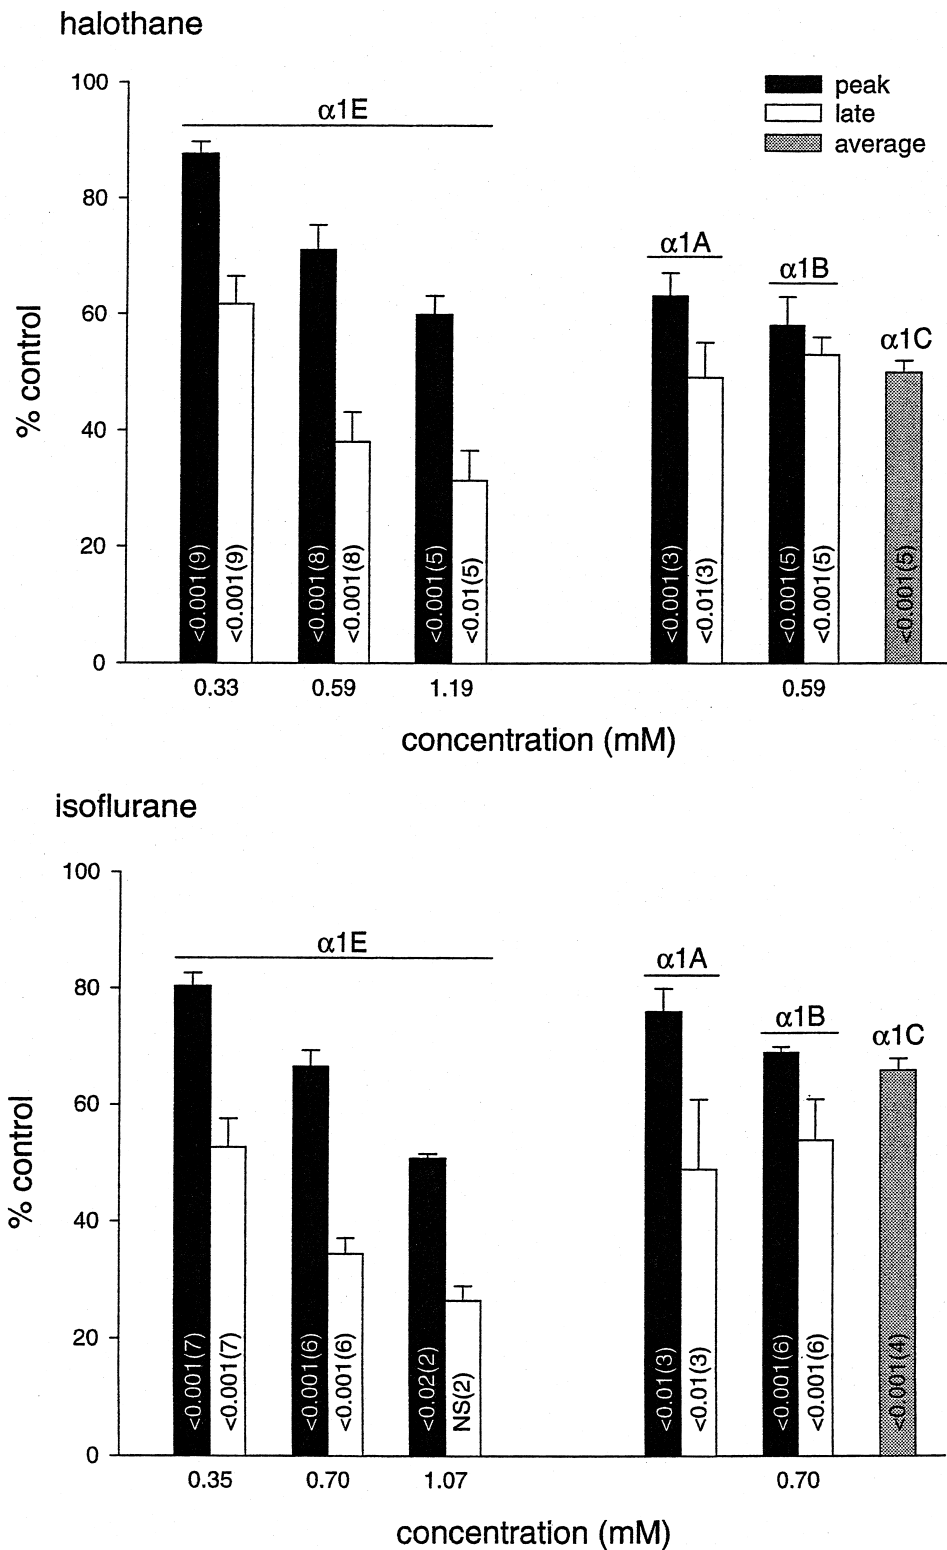 halothane
100
80
60
40
20
0
% control
α1E
peak
late
average
α1A
α1B
α1C
<0.001(9)
<0.001(9)
<0.001(8)
<0.001(8)
<0.001(5)
<0.01(5)
<0.001(3)
<0.01(3)
<0.001(5)
<0.001(5)
<0.001(5)
0.33
0.59
1.19
0.59
concentration (mM)
isoflurane
100
80
60
40
20
0
% control
α1E
α1A
α1B
α1C
<0.001(7)
<0.001(7)
<0.001(6)
<0.001(6)
<0.02(2)
NS(2)
<0.01(3)
<0.01(3)
<0.001(6)
<0.001(6)
<0.001(4)
0.35
0.70
1.07
0.70
concentration (mM)